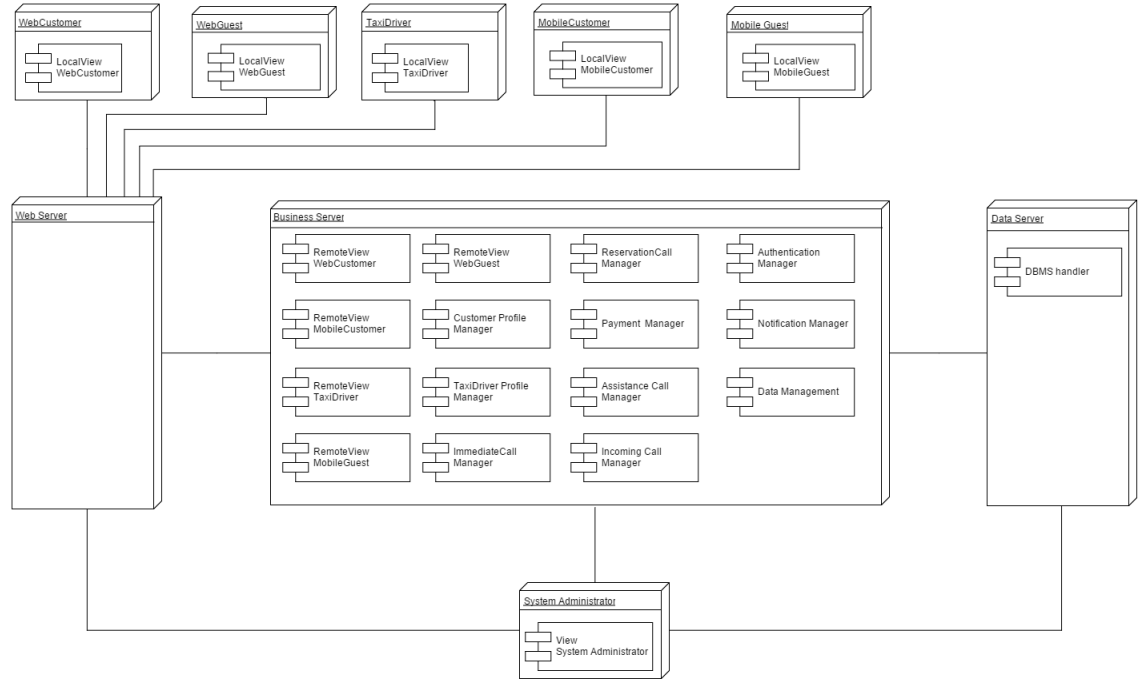 WebCustomer
LocalView
WebCustomer
WebGuest
LocalView
WebGuest
TaxiDriver
LocalView
TaxiDriver
MobileCustomer
LocalView
MobileCustomer
Mobile Guest
LocalView
MobileGuest
Web Server
Business Server
RemoteView
WebCustomer
RemoteView
WebGuest
ReservationCall
Manager
Authentication
Manager
RemoteView
MobileCustomer
Customer Profile
Manager
Payment Manager
Notification Manager
RemoteView
TaxiDriver
TaxiDriver Profile
Manager
Assistance Call
Manager
Data Management
RemoteView
MobileGuest
ImmediateCall
Manager
Incoming Call
Manager
Data Server
DBMS handler
System Administrator
View
System Administrator